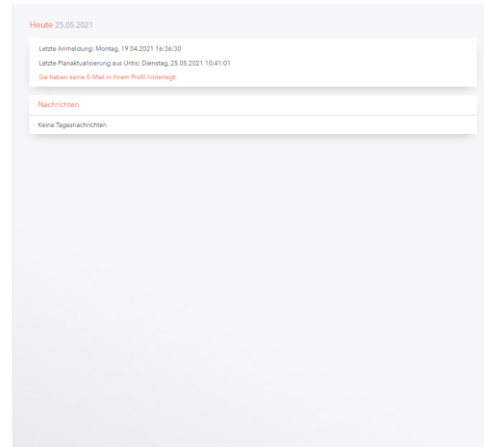 Heute 25.05.2021
Letzte Anmeldung: Montag, 19.04.2021 16:36:30
Letzte Planaktualisierung aus Untis: Dienstag, 25.05.2021 10:41:01
Sie haben keine E-Mail in ihrem Profil hinterlegt.
Nachrichten
Keine Tagesnachrichten